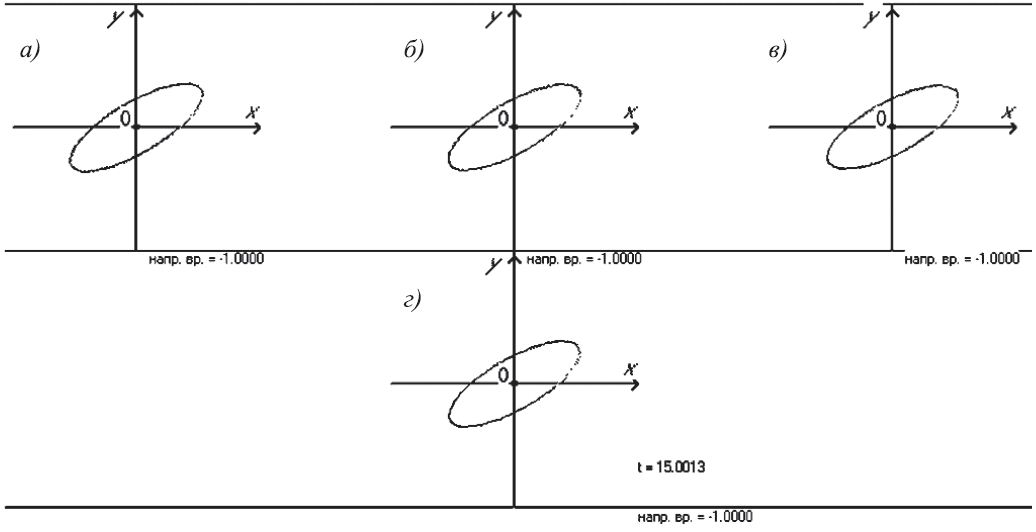 а)
y
0
x
напр. вр. = -1.0000
б)
y
0
x
напр. вр. = -1.0000
в)
y
0
x
напр. вр. = -1.0000
г)
y
0
x
t = 15.0013
напр. вр. = -1.0000